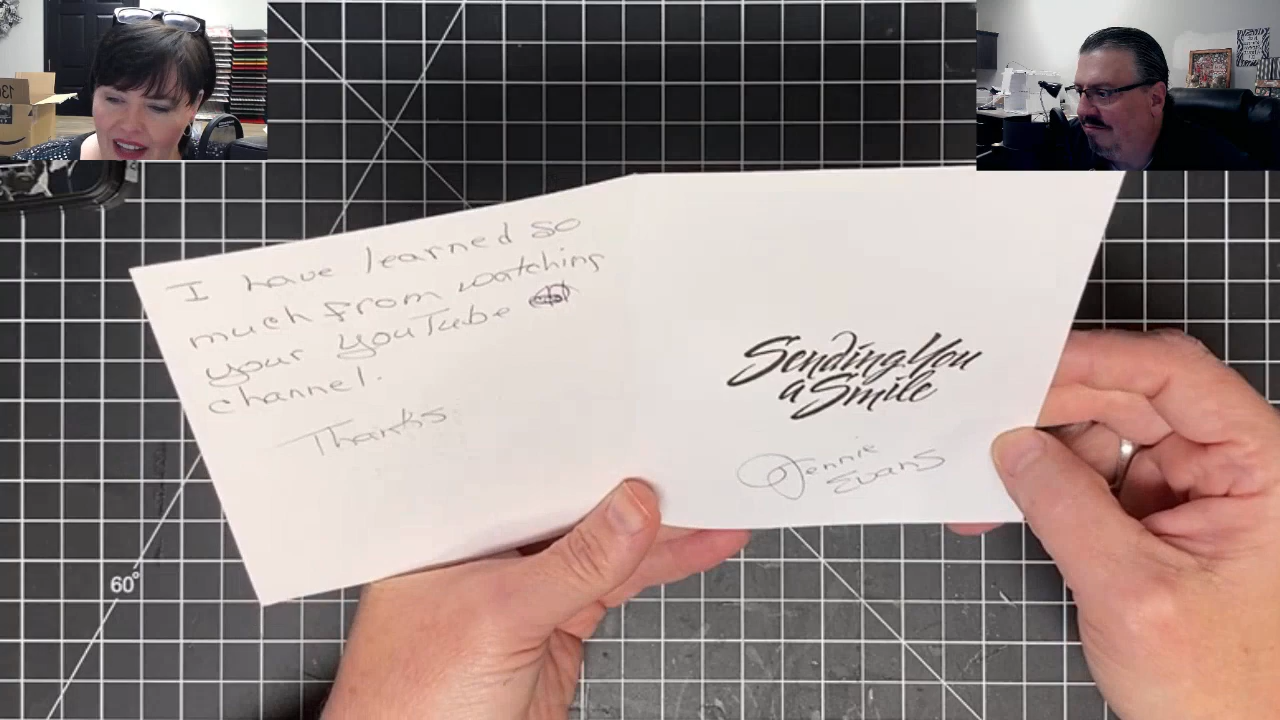 I have learned so
much from watching
your YouTube
channel.
Thanks
Sending You
a Smile
Jennie
Evans
60°